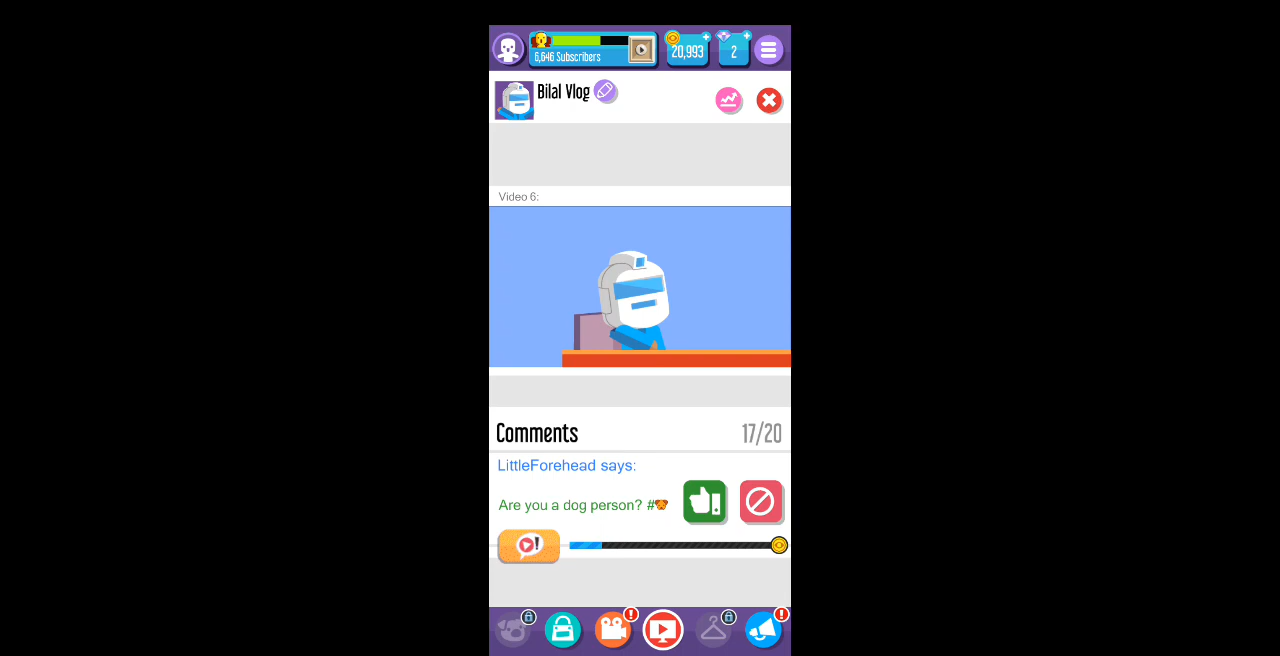 6,646 Subscribers
20,993
2
Bilal Vlog
Video 6:
Comments
17/20
LittleForehead says:
Are you a dog person? #🐶
!
!
!